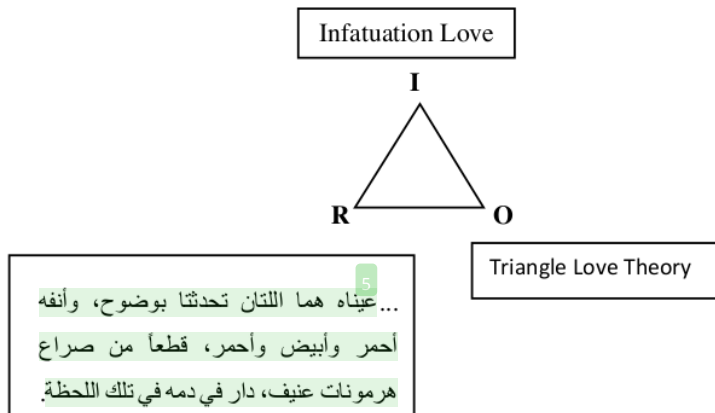 Infatuation Love
I
R
O
Triangle Love Theory
5
...عيناه هما اللتان تحدثتا بوضوح، وأنفه
أحمر وأبيض وأحمر، قطعاً من صراع
هرمونات عنيف، دار في دمه في تلك اللحظة.